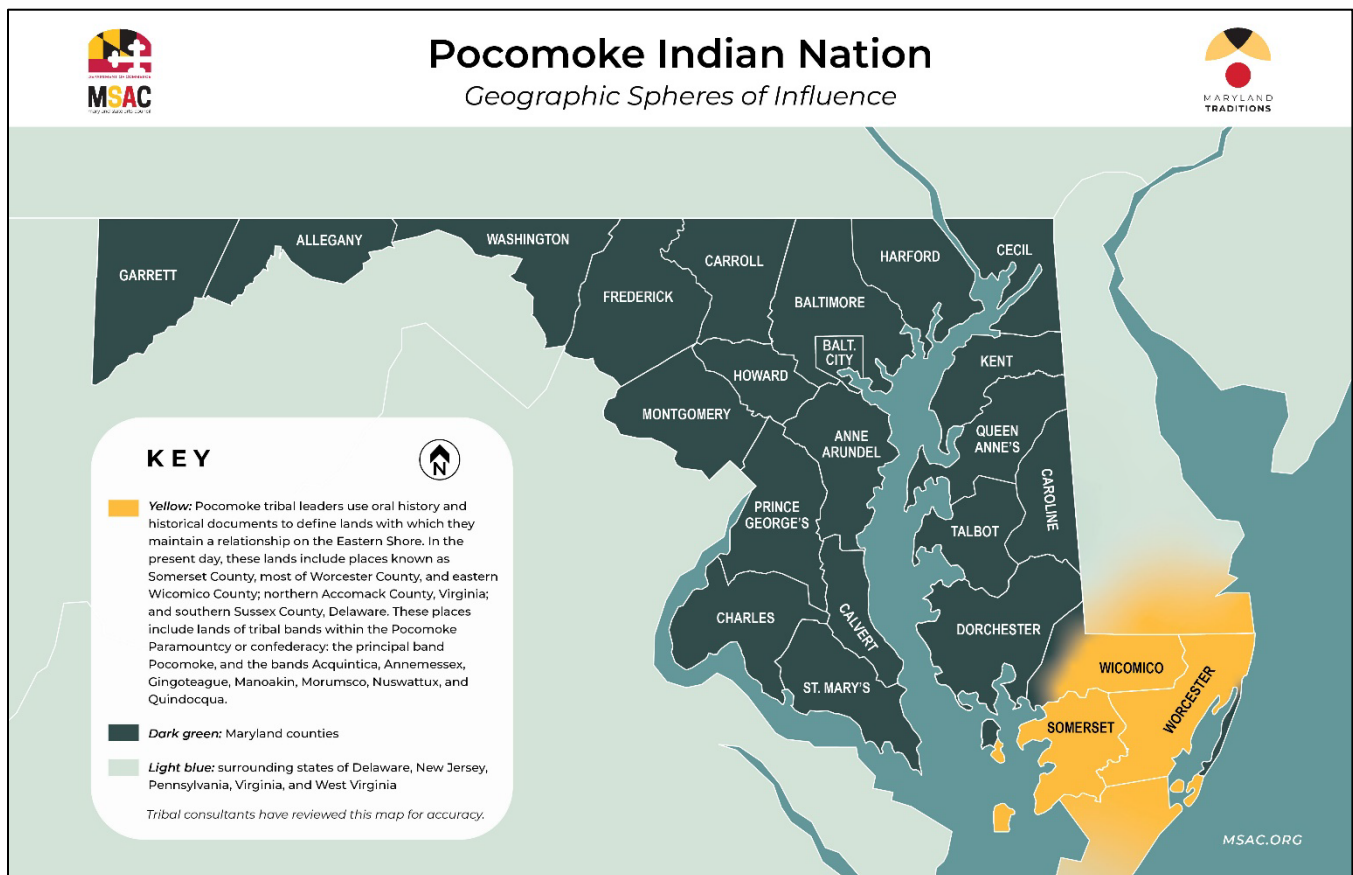 Pocomoke Indian Nation
Geographic Spheres of Influence
MSAC
MARYLAND
TRADITIONS
GARRETT
ALLEGANY
WASHINGTON
FREDERICK
CARROLL
BALTIMORE
HARFORD
CECIL
BALT.
CITY
KENT
HOWARD
MONTGOMERY
ANNE
ARUNDEL
QUEEN
ANNE'S
CAROLINE
PRINCE
GEORGE'S
TALBOT
CHARLES
CALVERT
DORCHESTER
ST. MARY'S
WICOMICO
WORCESTER
SOMERSET
KEY
N
Yellow: Pocomoke tribal leaders use oral history and
historical documents to define lands with which they
maintain a relationship on the Eastern Shore. In the
present day, these lands include places known as
Somerset County, most of Worcester County, and eastern
Wicomico County; northern Accomack County, Virginia;
and southern Sussex County, Delaware. These places
include lands of tribal bands within the Pocomoke
Paramountcy or confederacy: the principal band
Pocomoke, and the bands Acquintica, Annemessex,
Gingoteague, Manoakin, Morumsco, Nuswattux, and
Quindocqua.
Dark green: Maryland counties
Light blue: surrounding states of Delaware, New Jersey,
Pennsylvania, Virginia, and West Virginia
Tribal consultants have reviewed this map for accuracy.
MSAC.ORG